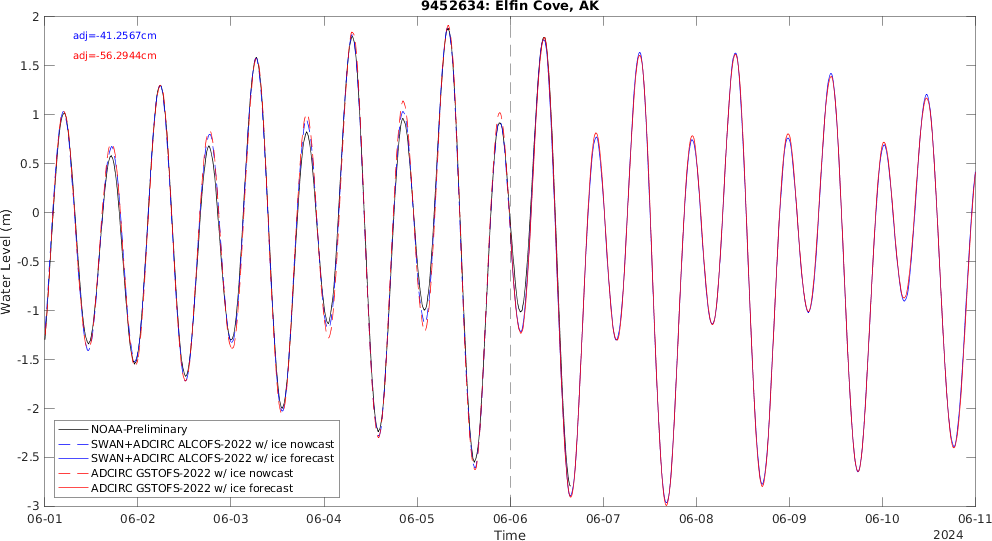 9452634: Elfin Cove, AK
adj=-41.2567cm
adj=-56.2944cm
2
1.5
1
0.5
0
-0.5
-1
-1.5
-2
-2.5
-3
Water Level (m)
NOAA-Preliminary
SWAN+ADCIRC ALCOFS-2022 w/ ice nowcast
SWAN+ADCIRC ALCOFS-2022 w/ ice forecast
ADCIRC GSTOFS-2022 w/ ice nowcast
ADCIRC GSTOFS-2022 w/ ice forecast
06-01 06-02 06-03 06-04 06-05 06-06 06-07 06-08 06-09 06-10 06-11
Time
2024